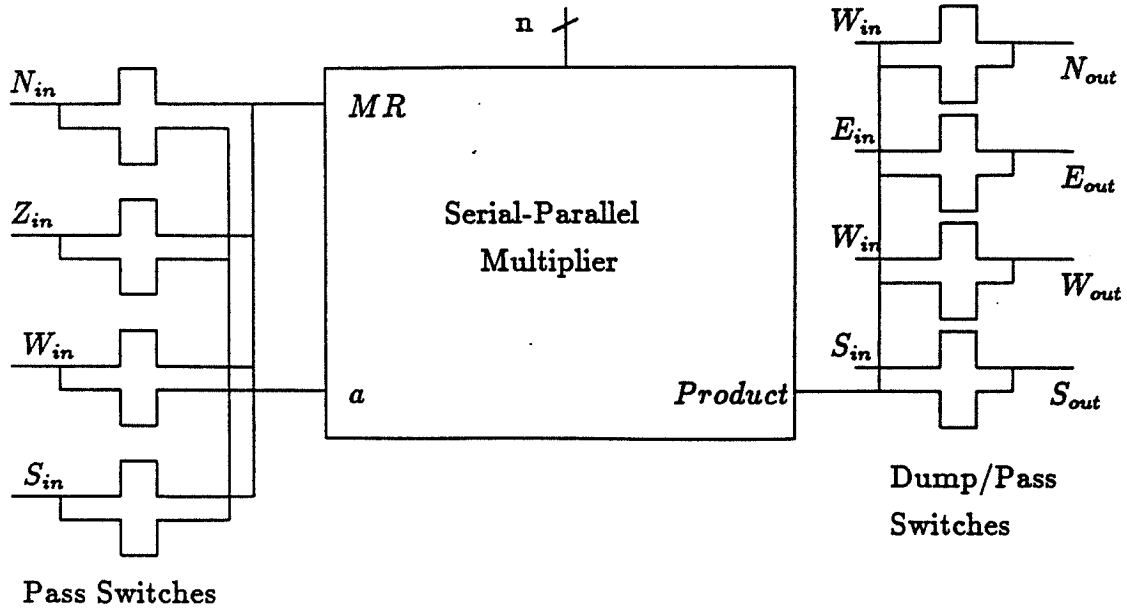 n
N_in
MR
Z_in
Serial-Parallel
Multiplier
W_in
a
Product
S_in
Pass Switches
W_in
N_out
E_in
E_out
W_in
W_out
S_in
S_out
Dump/Pass
Switches